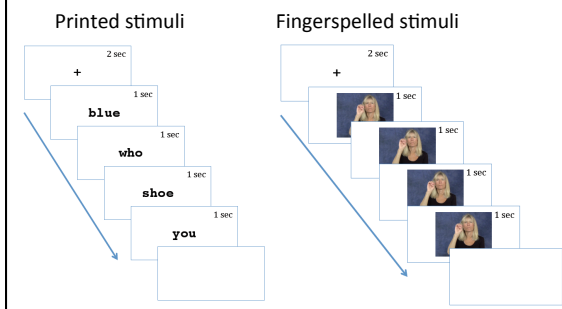 Printed stimuli
2 sec
+
1 sec
blue
1 sec
who
1 sec
shoe
1 sec
you
Fingerspelled stimuli
2 sec
+
1 sec
1 sec
1 sec
1 sec